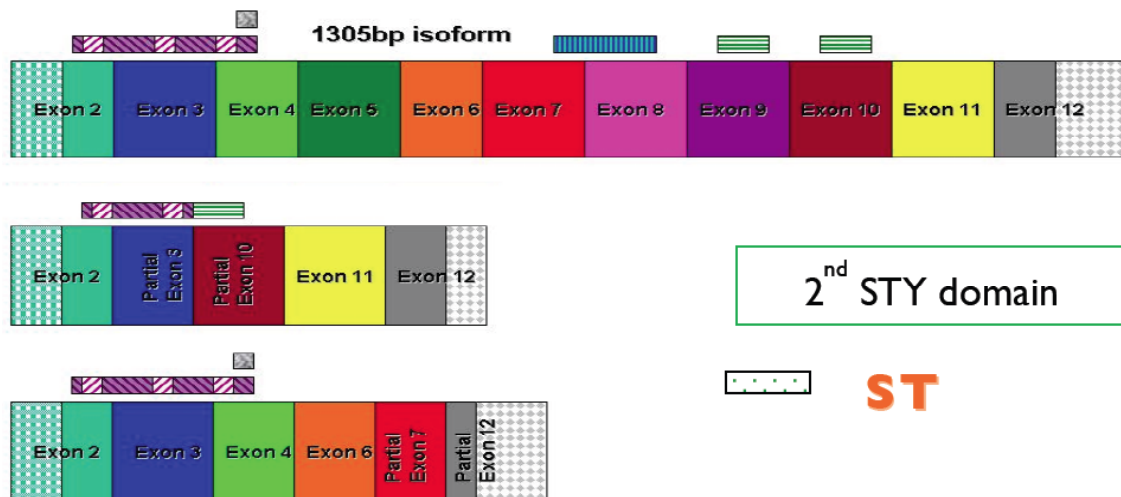 1305bp isoform
Exon 2 Exon 3 Exon 4 Exon 5 Exon 6 Exon 7 Exon 8 Exon 9 Exon 10 Exon 11 Exon 12
Exon 2 Partial Exon 3 Partial Exon 10 Exon 11 Exon 12
2nd STY domain
Exon 2 Exon 3 Exon 4 Exon 6 Partial Exon 7 Partial Exon 12
ST